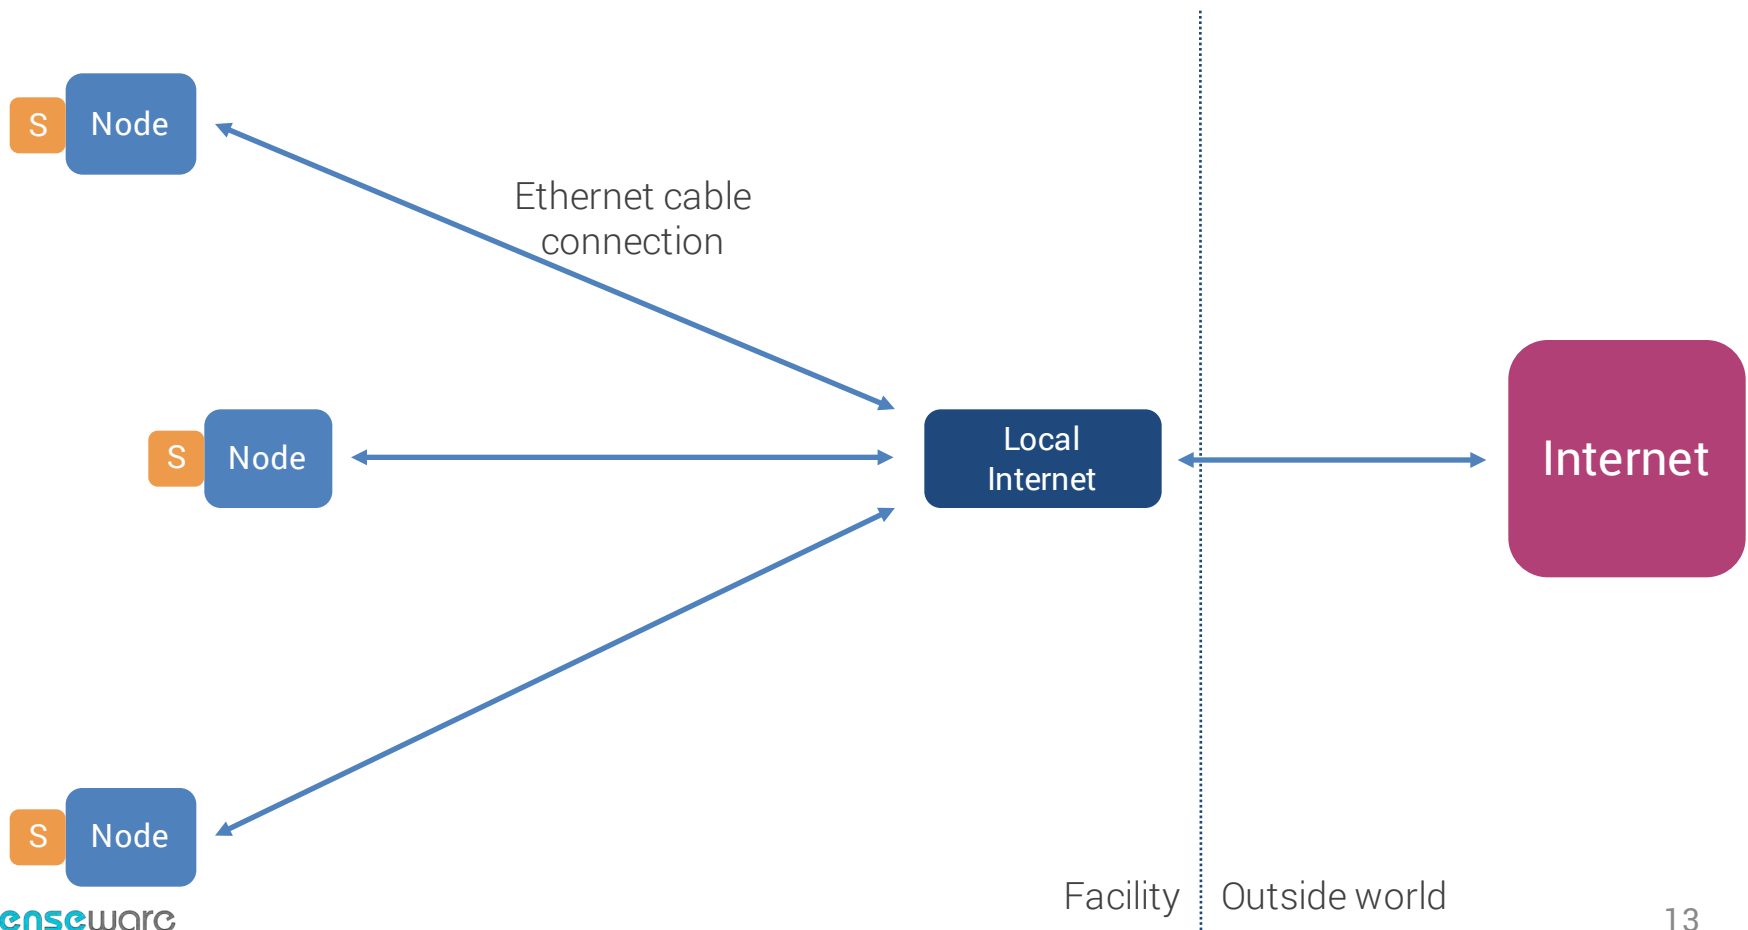 S Node
Ethernet cable
connection
S Node
Local
Internet
Internet
S Node
Facility
Outside world
enseware
13